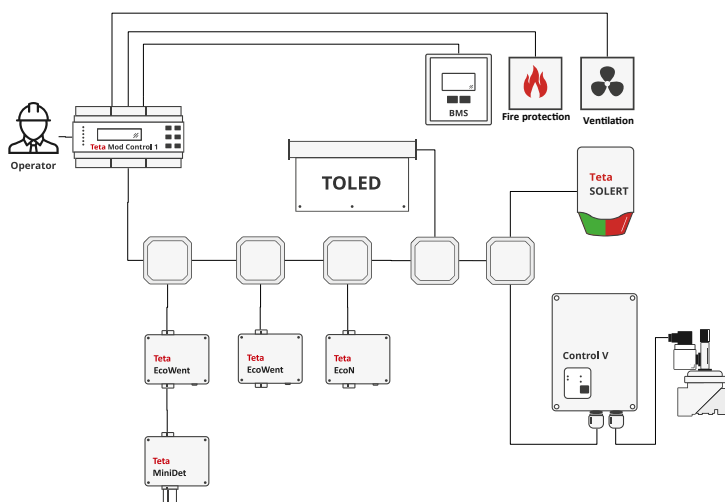 BMS
Fire protection
Ventilation
Teta Mod Control 1
Operator
TOLED
Teta
SOLERT
Teta
EcoWent
Teta
EcoWent
Teta
EcoN
Control V
Teta
MiniDet